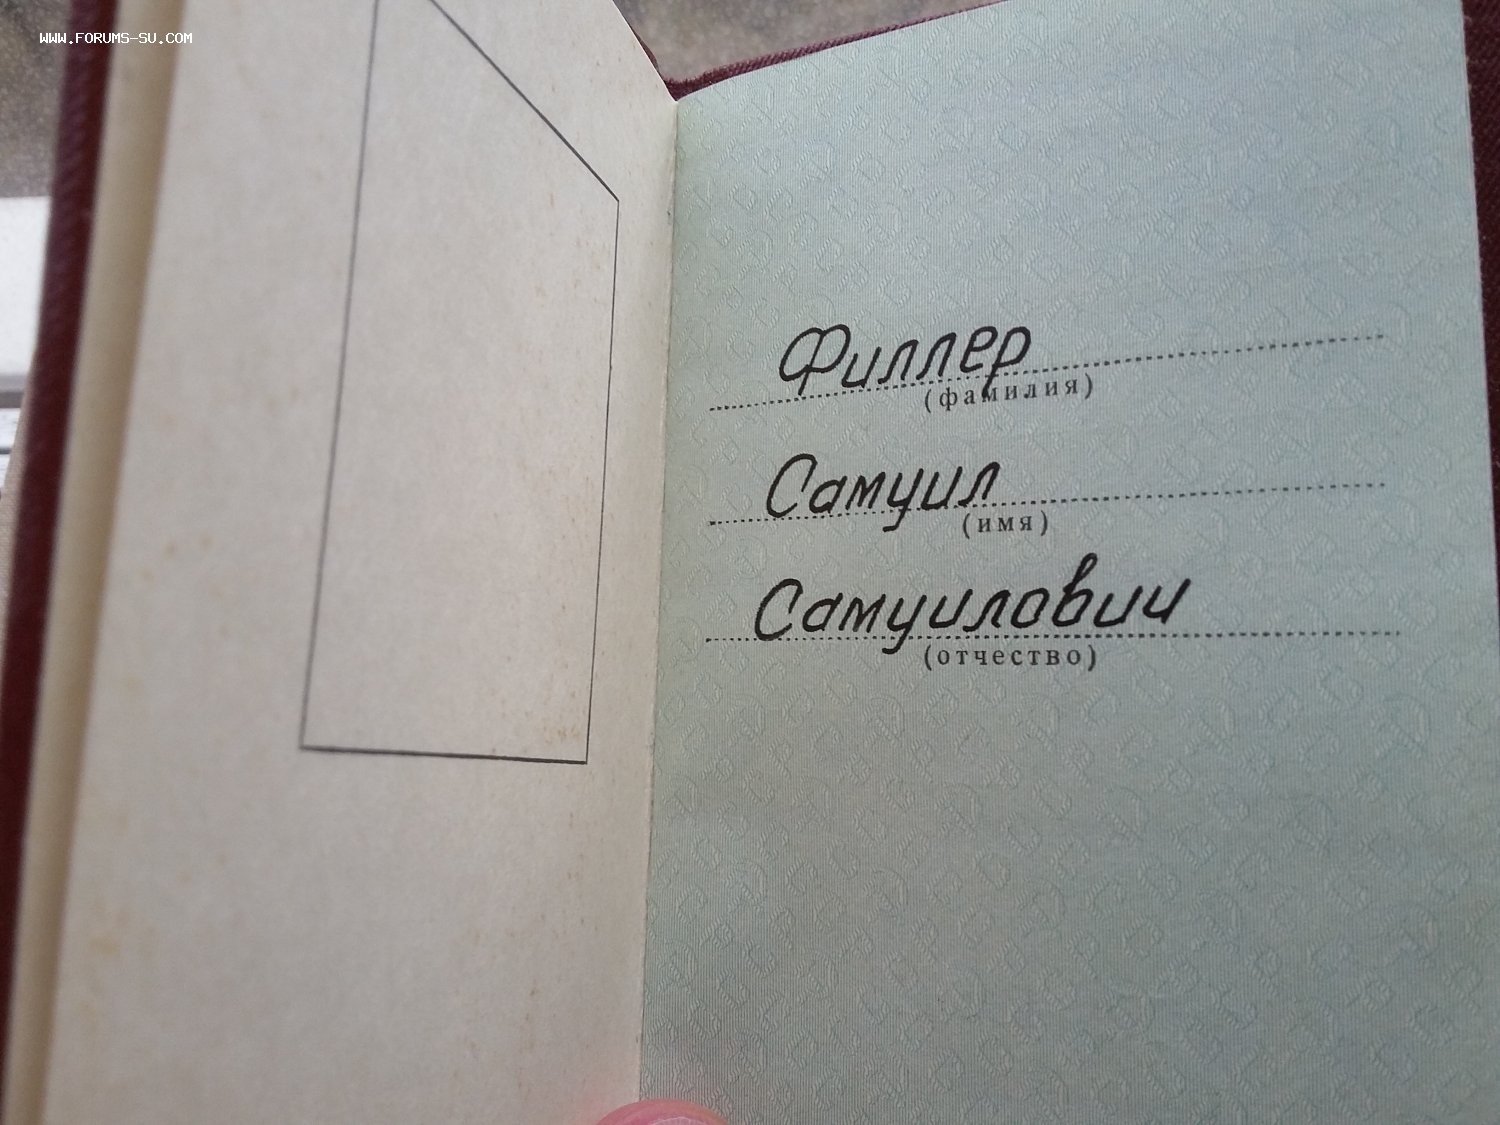 WWW.FORUMS-SU.COM
Филлер
(фамилия)
Самуил
(имя)
Самуилович
(отчество)